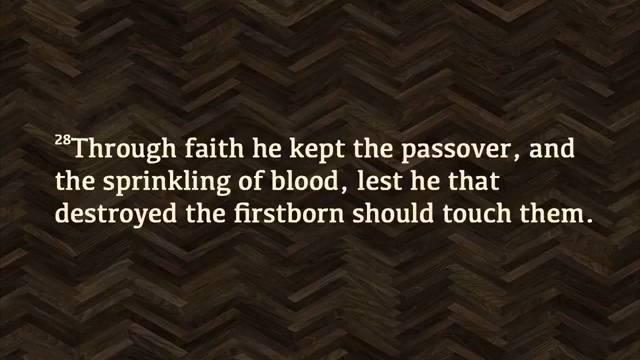 28Through faith he kept the passover, and
the sprinkling of blood, lest he that
destroyed the firstborn should touch them.